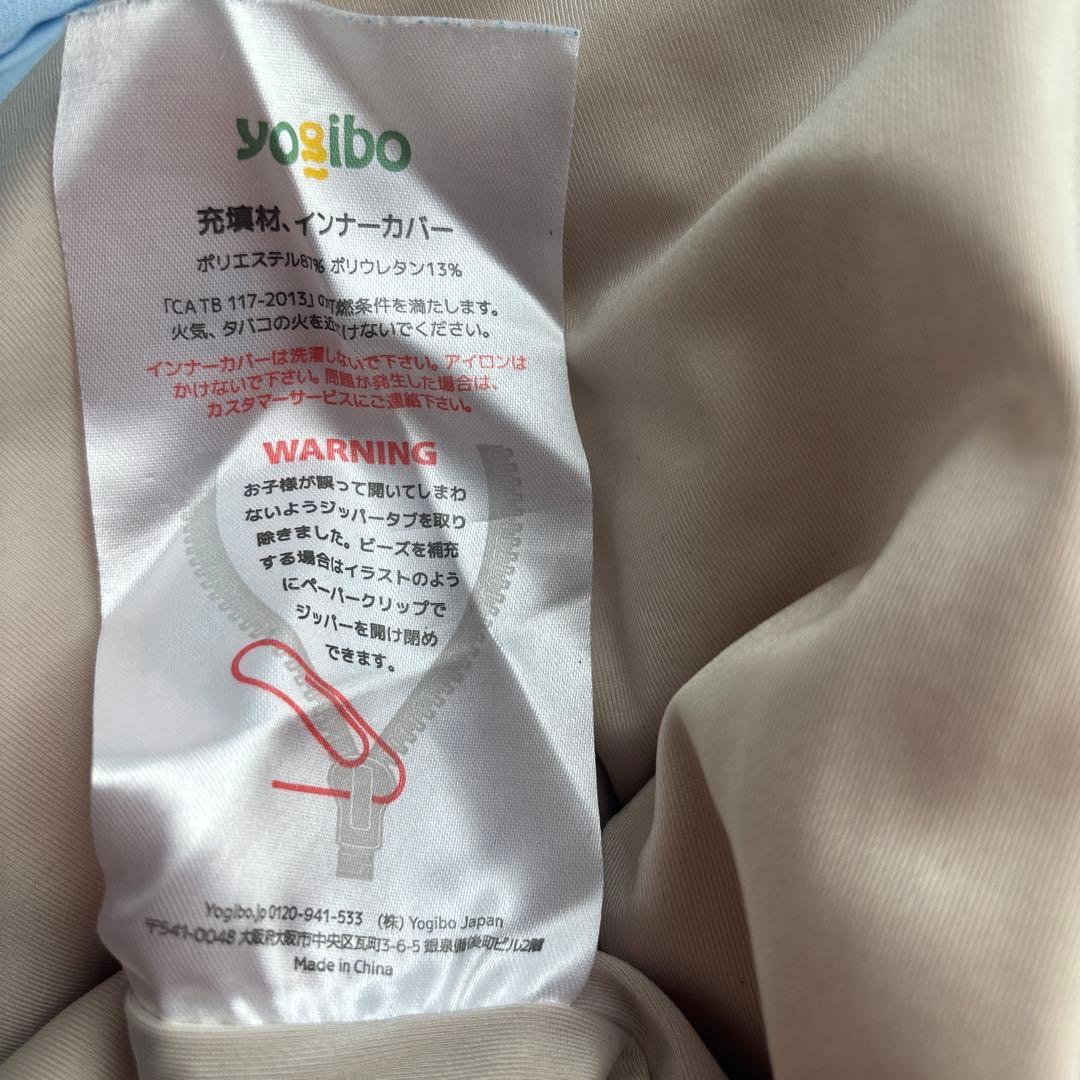 yogibo
充填材、インナーカバー
ポリエステル87% ポリウレタン13%
「CA TB 117-2013」の可燃条件を満たします。
火気、タバコの火を近づけないでください。
インナーカバーは洗濯しないで下さい。アイロンは
かけないで下さい。問題が発生した場合は、
カスタマーサービスにご連絡下さい。
WARNING
お子様が誤って開いてしまわ
ないようジッパータブを取り
除きました。ビーズを補充
する場合はイラストのよう
にペーパークリップで
ジッパーを開け閉め
できます。
Yogibo.jp 0120-941-533 (株) Yogibo Japan
〒541-0048 大阪府大阪市中央区瓦町3-6-5 銀泉備後町ビル2階
Made in China